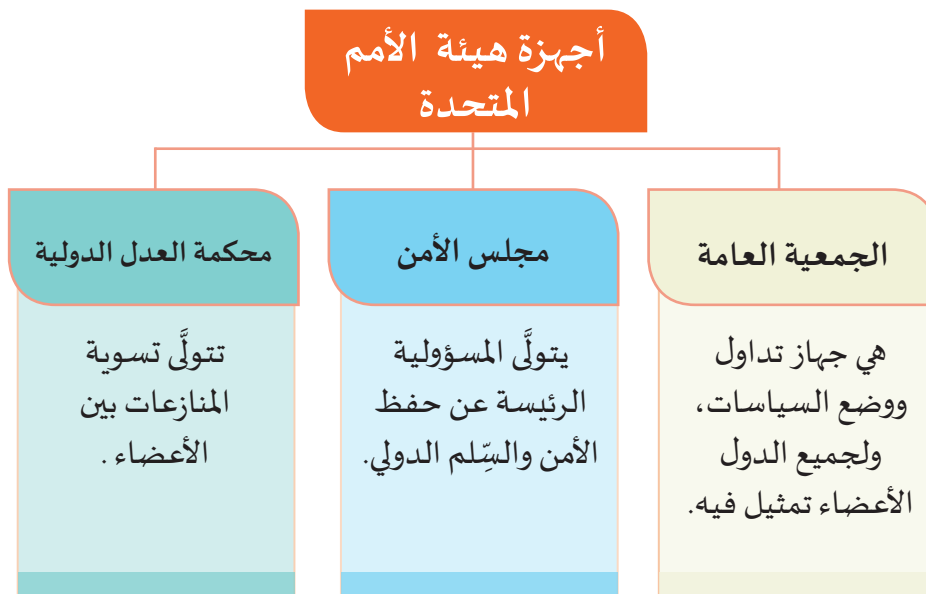 أجهزة هيئة الأمم
المتحدة
الجمعية العامة
هي جهاز تداول
ووضع السياسات،
ولجميع الدول
الأعضاء تمثيل فيه.
مجلس الأمن
يتولَّى المسؤولية
الرئيسة عن حفظ
الأمن والسِّلم الدولي.
محكمة العدل الدولية
تتولَّى تسوية
المنازعات بين
الأعضاء .